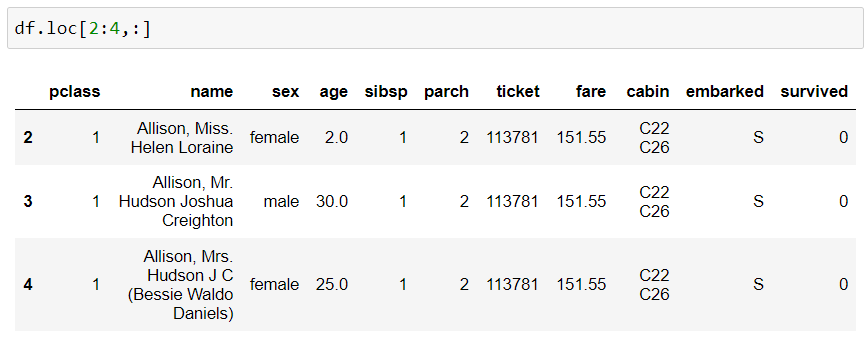 df.loc[2:4,:]
pclass name sex age sibsp parch ticket fare cabin embarked survived
2 1 Allison, Miss. Helen Loraine female 2.0 1 2 113781 151.55 C22 C26 S 0
3 1 Allison, Mr. Hudson Joshua Creighton male 30.0 1 2 113781 151.55 C22 C26 S 0
4 1 Allison, Mrs. Hudson J C (Bessie Waldo Daniels) female 25.0 1 2 113781 151.55 C22 C26 S 0